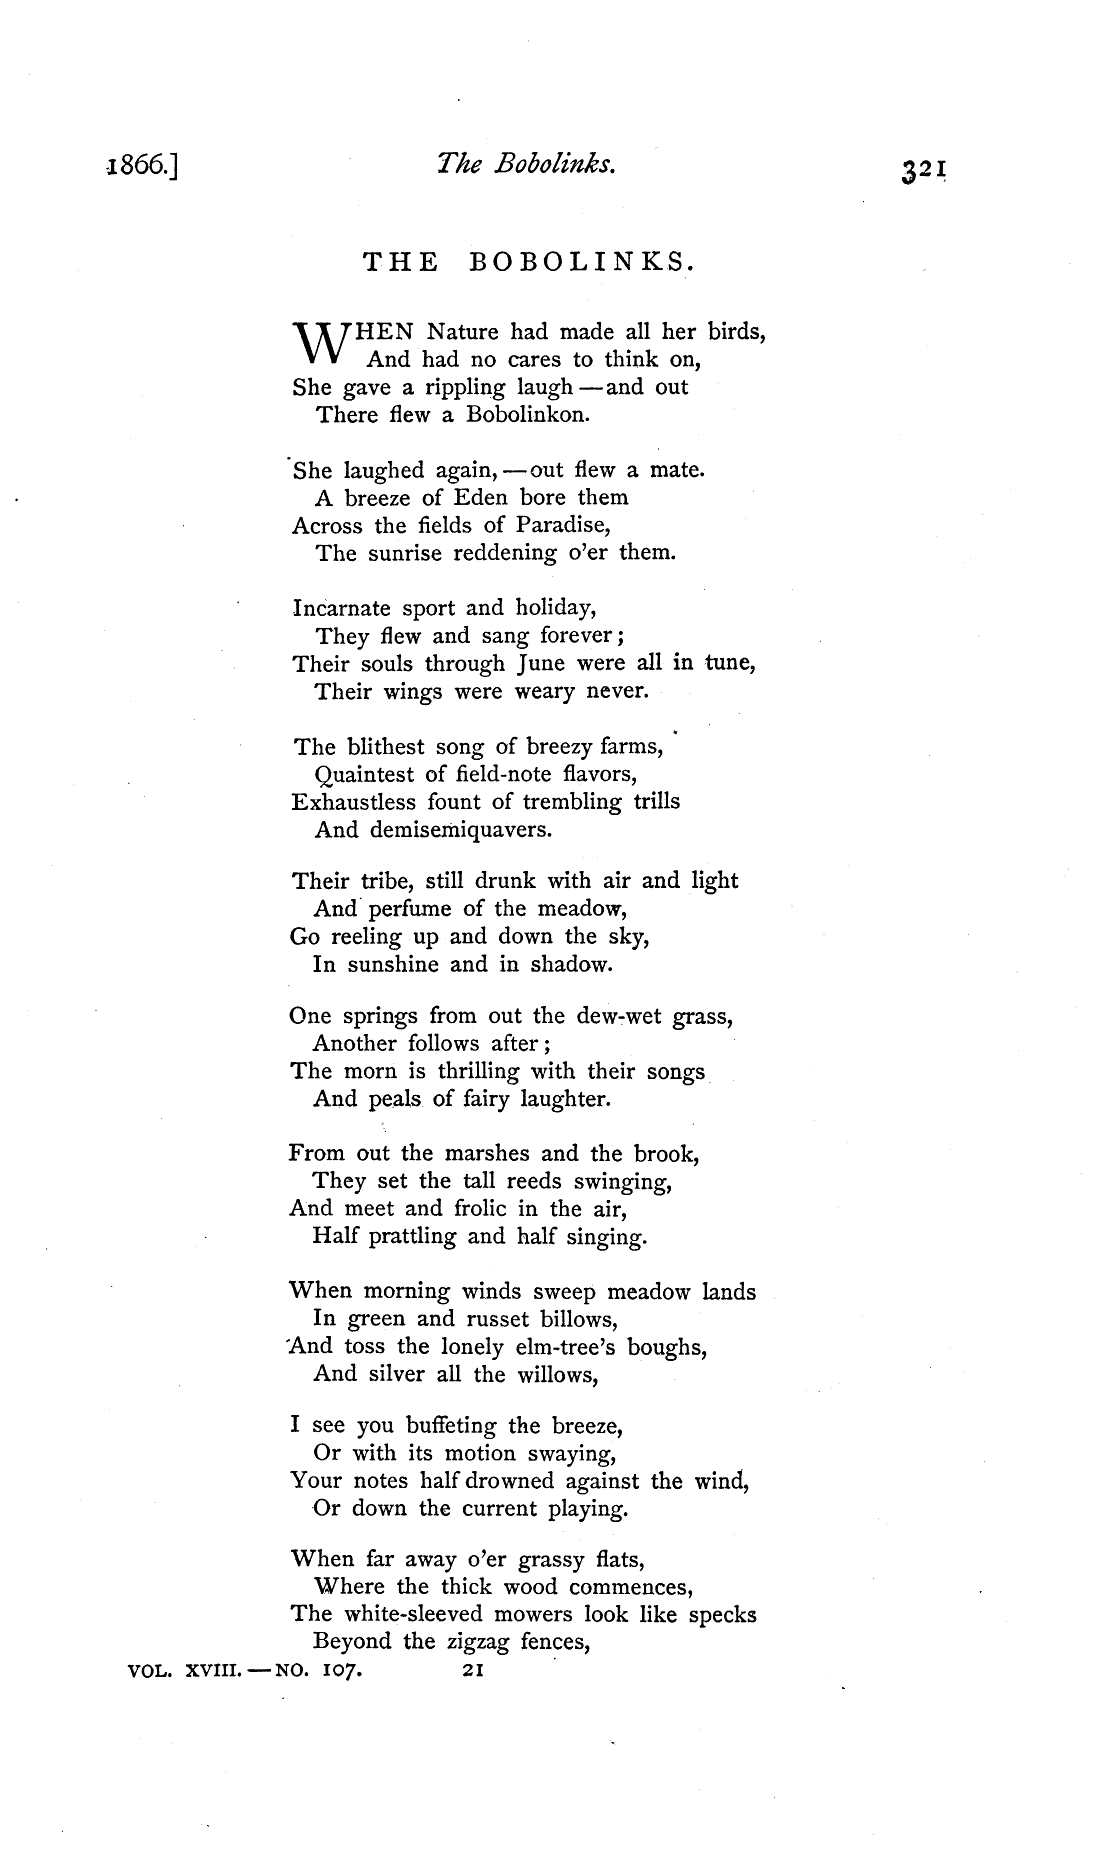 1866.] The Bobolinks. 321
THE BOBOLINKS.
WHEN Nature had made all her birds,
And had no cares to think on,
She gave a rippling laugh — and out
There flew a Bobolinkon.
She laughed again, — out flew a mate.
A breeze of Eden bore them
Across the fields of Paradise,
The sunrise reddening o'er them.
Incarnate sport and holiday,
They flew and sang forever;
Their souls through June were all in tune,
Their wings were weary never.
The blithest song of breezy farms,
Quaintest of field-note flavors,
Exhaustless fount of trembling trills
And demisemiquavers.
Their tribe, still drunk with air and light
And perfume of the meadow,
Go reeling up and down the sky,
In sunshine and in shadow.
One springs from out the dew-wet grass,
Another follows after;
The morn is thrilling with their songs
And peals of fairy laughter.
From out the marshes and the brook,
They set the tall reeds swinging,
And meet and frolic in the air,
Half prattling and half singing.
When morning winds sweep meadow lands
In green and russet billows,
And toss the lonely elm-tree's boughs,
And silver all the willows,
I see you buffeting the breeze,
Or with its motion swaying,
Your notes half drowned against the wind,
Or down the current playing.
When far away o'er grassy flats,
Where the thick wood commences,
The white-sleeved mowers look like specks
Beyond the zigzag fences,
VOL. XVIII. — NO. 107. 21